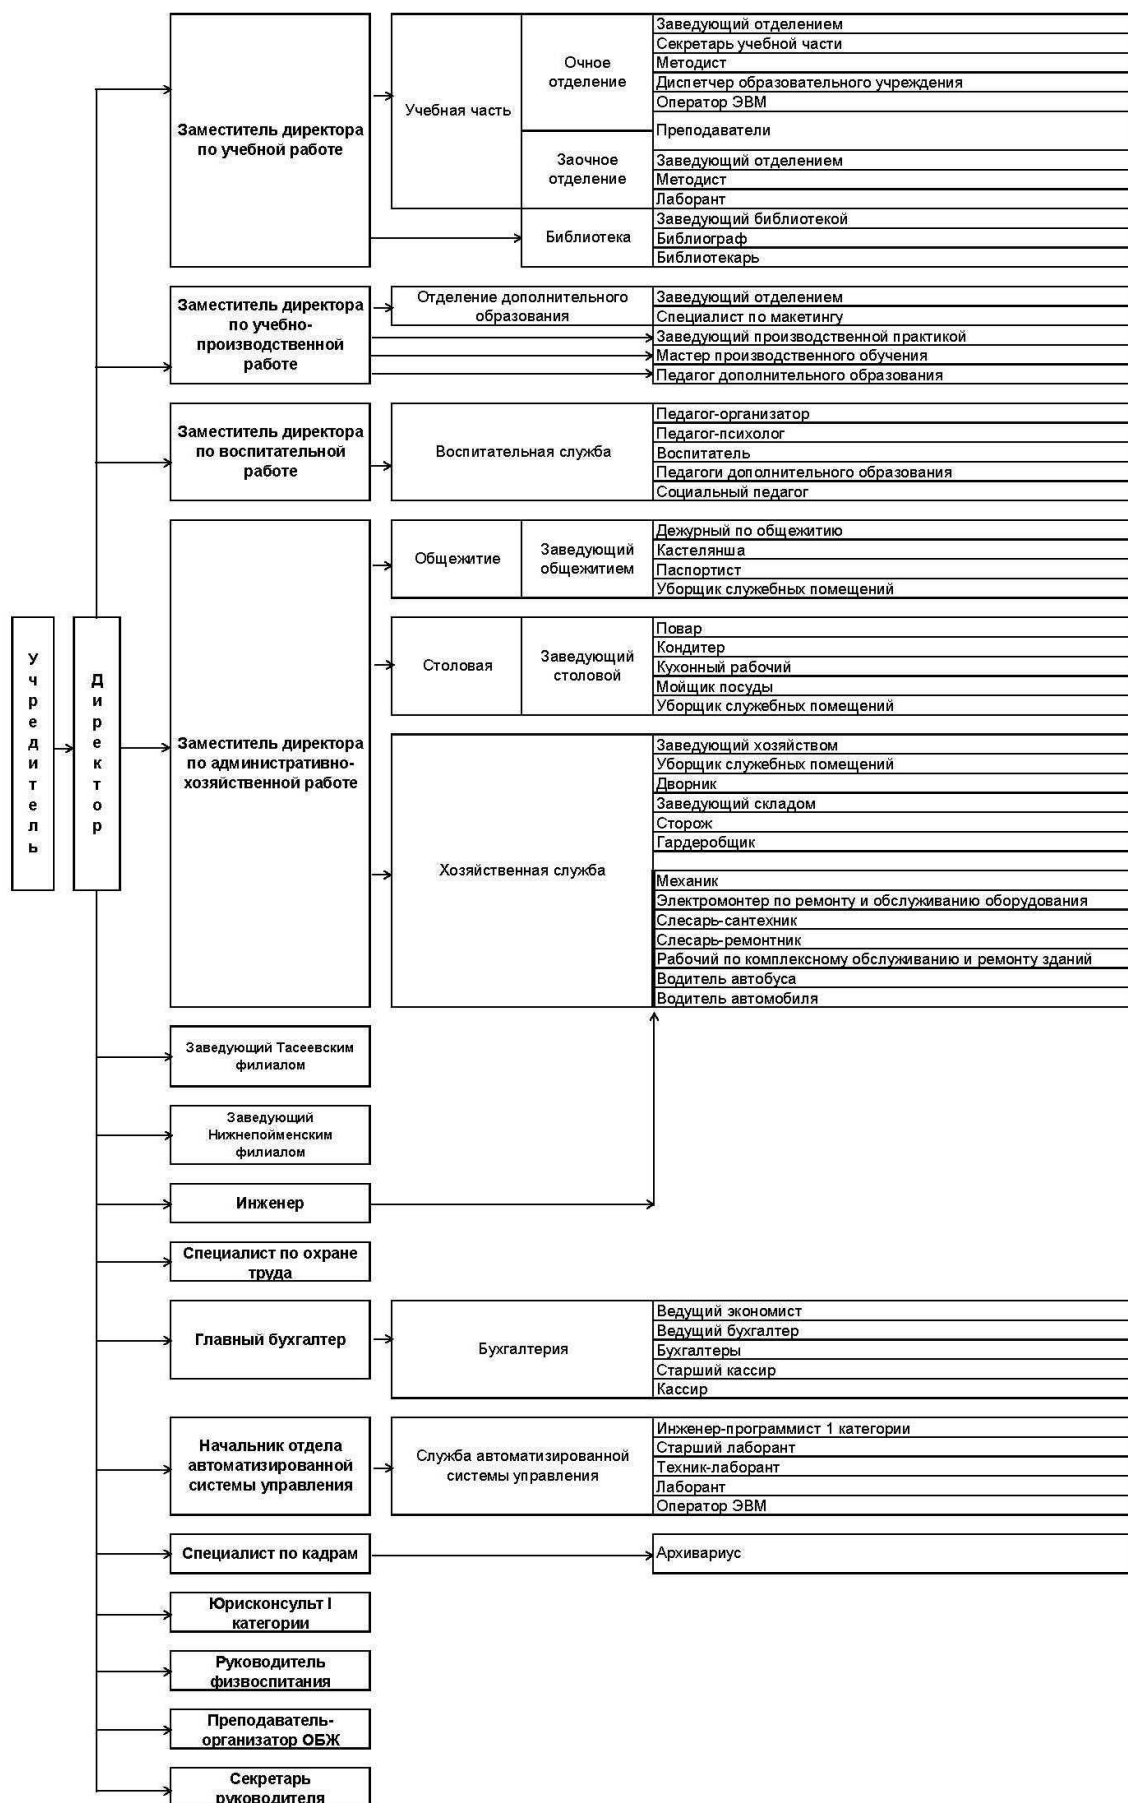 Учредитель
Директор
Заместитель директора
по учебной работе
Учебная часть
Очное
отделение
Заведующий отделением
Секретарь учебной части
Методист
Диспетчер образовательного учреждения
Оператор ЭВМ
Преподаватели
Заочное
отделение
Заведующий отделением
Методист
Лаборант
Библиотека
Заведующий библиотекой
Библиограф
Библиотекарь
Заместитель директора
по учебно-
производственной
работе
Отделение дополнительного
образования
Заведующий отделением
Специалист по макетингу
Заведующий производственной практикой
Мастер производственного обучения
Педагог дополнительного образования
Заместитель директора
по воспитательной
работе
Воспитательная служба
Педагог-организатор
Педагог-психолог
Воспитатель
Педагоги дополнительного образования
Социальный педагог
Заместитель директора
по административно-
хозяйственной работе
Общежитие
Заведующий
общежитием
Дежурный по общежитию
Кастелянша
Паспортист
Уборщик служебных помещений
Столовая
Заведующий
столовой
Повар
Кондитер
Кухонный рабочий
Мойщик посуды
Уборщик служебных помещений
Хозяйственная служба
Заведующий хозяйством
Уборщик служебных помещений
Дворник
Заведующий складом
Сторож
Гардеробщик
Механик
Электромонтер по ремонту и обслуживанию оборудования
Слесарь-сантехник
Слесарь-ремонтник
Рабочий по комплексному обслуживанию и ремонту зданий
Водитель автобуса
Водитель автомобиля
Заведующий Тасеевским
филиалом
Заведующий
Нижнепойменским
филиалом
Инженер
Специалист по охране
труда
Главный бухгалтер
Бухгалтерия
Ведущий экономист
Ведущий бухгалтер
Бухгалтеры
Старший кассир
Кассир
Начальник отдела
автоматизированной
системы управления
Служба автоматизированной
системы управления
Инженер-программист 1 категории
Старший лаборант
Техник-лаборант
Лаборант
Оператор ЭВМ
Специалист по кадрам
Архивариус
Юрисконсульт I
категории
Руководитель
физвоспитания
Преподаватель-
организатор ОБЖ
Секретарь
руководителя